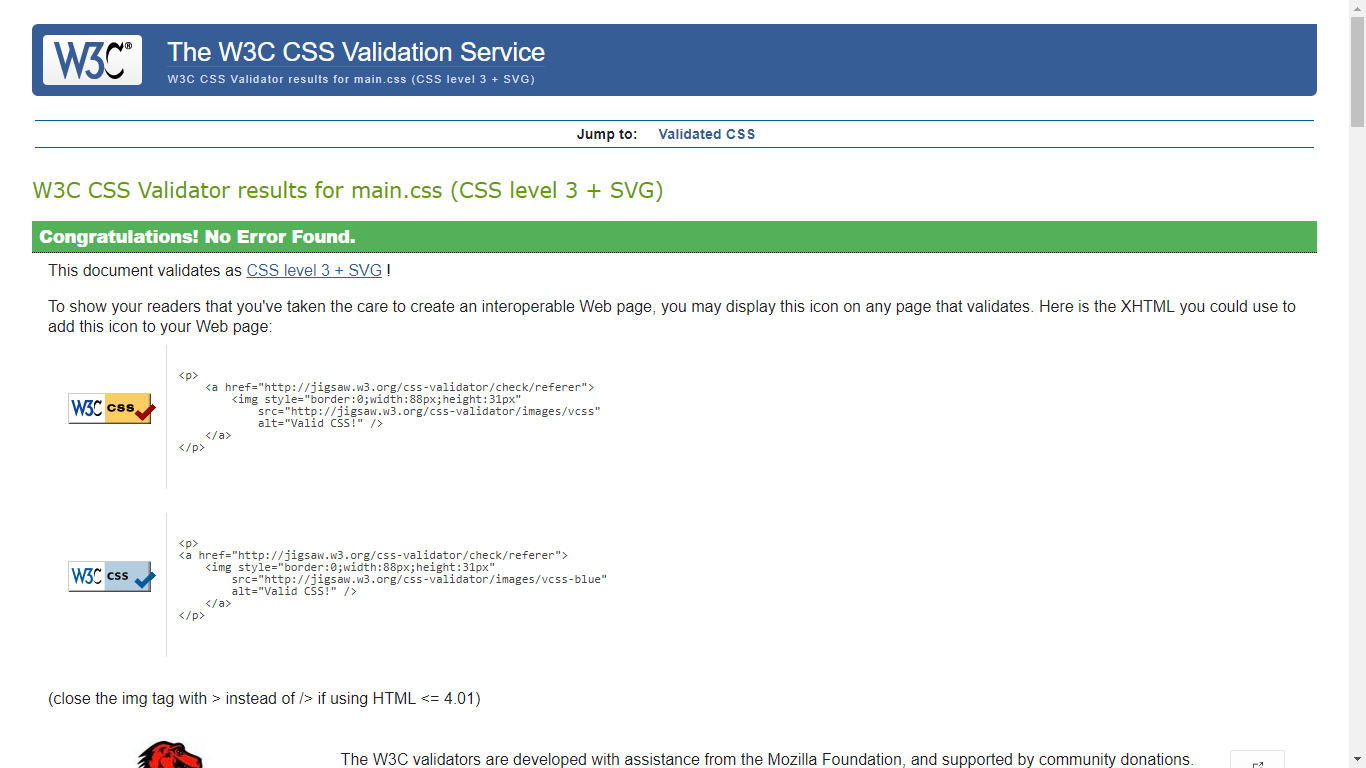 W3C® The W3C CSS Validation Service
W3C CSS Validator results for main.css (CSS level 3 + SVG)
Jump to: Validated CSS
W3C CSS Validator results for main.css (CSS level 3 + SVG)
Congratulations! No Error Found.
This document validates as CSS level 3 + SVG !
To show your readers that you've taken the care to create an interoperable Web page, you may display this icon on any page that validates. Here is the XHTML you could use to
add this icon to your Web page:
W3C css
<p>
    <a href="http://jigsaw.w3.org/css-validator/check/referer">
        <img style="border:0;width:88px;height:31px"
            src="http://jigsaw.w3.org/css-validator/images/vcss"
            alt="Valid CSS!" />
    </a>
</p>
W3C css
<p>
<a href="http://jigsaw.w3.org/css-validator/check/referer">
    <img style="border:0;width:88px;height:31px"
        src="http://jigsaw.w3.org/css-validator/images/vcss-blue"
        alt="Valid CSS!" />
    </a>
</p>
(close the img tag with > instead of /> if using HTML <= 4.01)
The W3C validators are developed with assistance from the Mozilla Foundation, and supported by community donations.